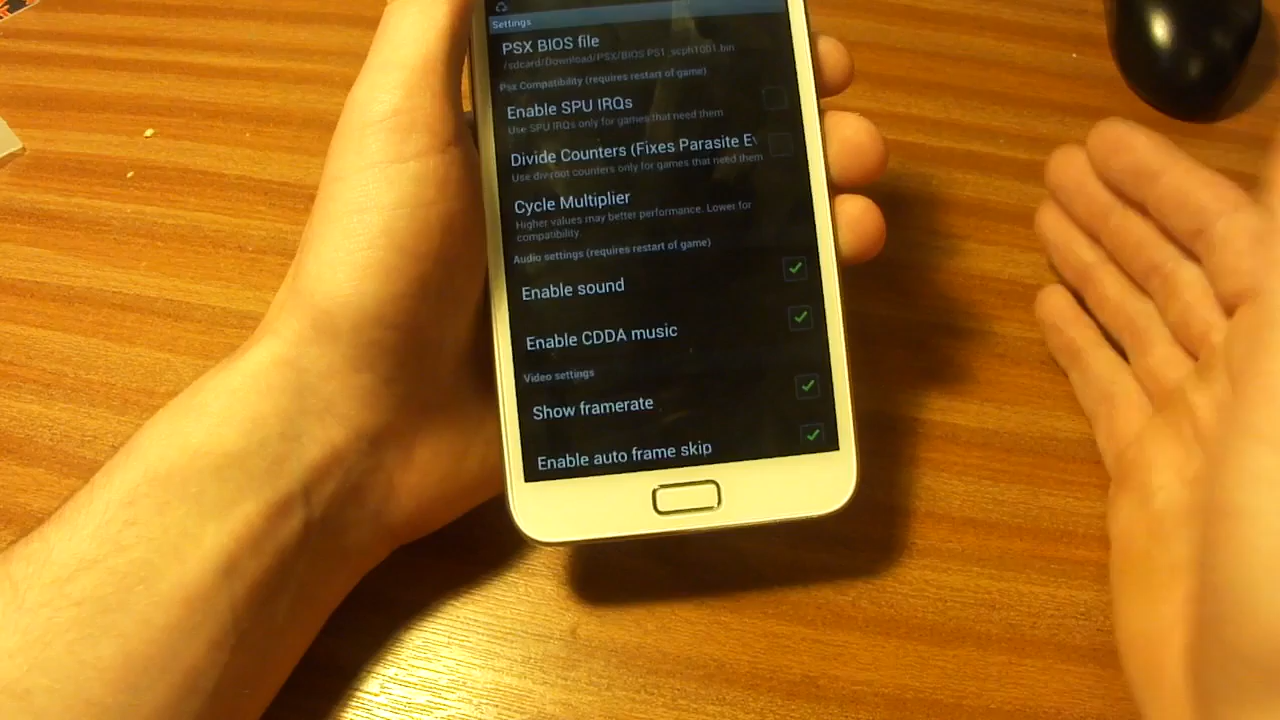 Settings
PSX BIOS file
/sdcard/Download/PSX/BIOS PS1_scph1001.bin
Psx Compatibility (requires restart of game)
Enable SPU IRQs
Use SPU IRQs only for games that need them
Divide Counters (Fixes Parasite Ev
Use div root counters only for games that need them
Cycle Multiplier
Higher values may better performance. Lower for
compatibility.
Audio settings (requires restart of game)
Enable sound
Enable CDDA music
Video settings
Show framerate
Enable auto frame skip